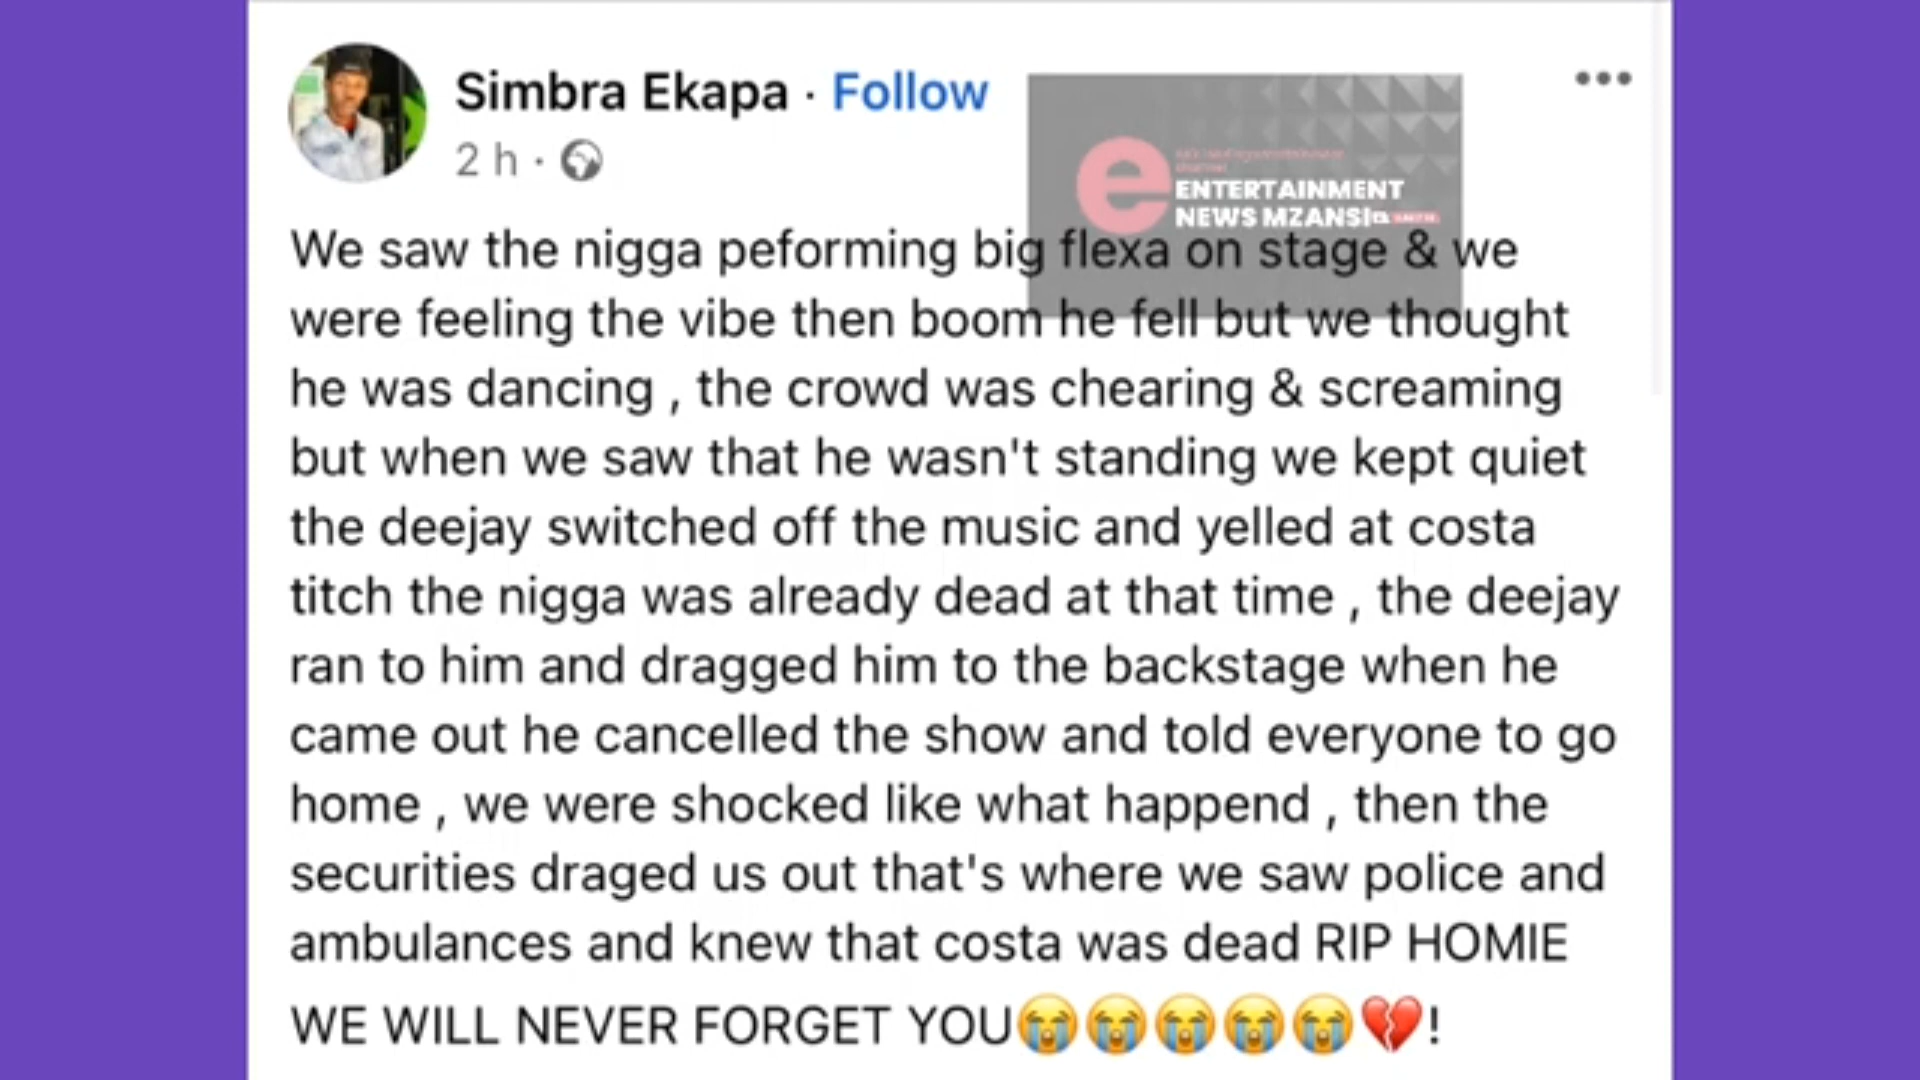 Simbra Ekapa · Follow
2 h ·
ENTERTAINMENT
NEWS MZANSI
We saw the nigga peforming big flexa on stage & we
were feeling the vibe then boom he fell but we thought
he was dancing , the crowd was chearing & screaming
but when we saw that he wasn't standing we kept quiet
the deejay switched off the music and yelled at costa
titch the nigga was already dead at that time , the deejay
ran to him and dragged him to the backstage when he
came out he cancelled the show and told everyone to go
home , we were shocked like what happend , then the
securities draged us out that's where we saw police and
ambulances and knew that costa was dead RIP HOMIE
WE WILL NEVER FORGET YOU😭😭😭😭😭💔!